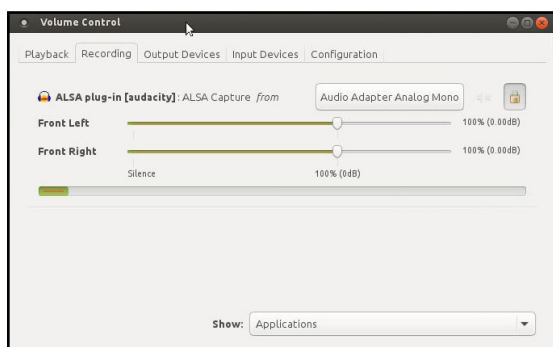 Volume Control
Playback Recording Output Devices Input Devices Configuration
ALSA plug-in [audacity]: ALSA Capture from Audio Adapter Analog Mono
Front Left 100% (0.00dB)
Front Right 100% (0.00dB)
Silence 100% (0dB)
Show: Applications